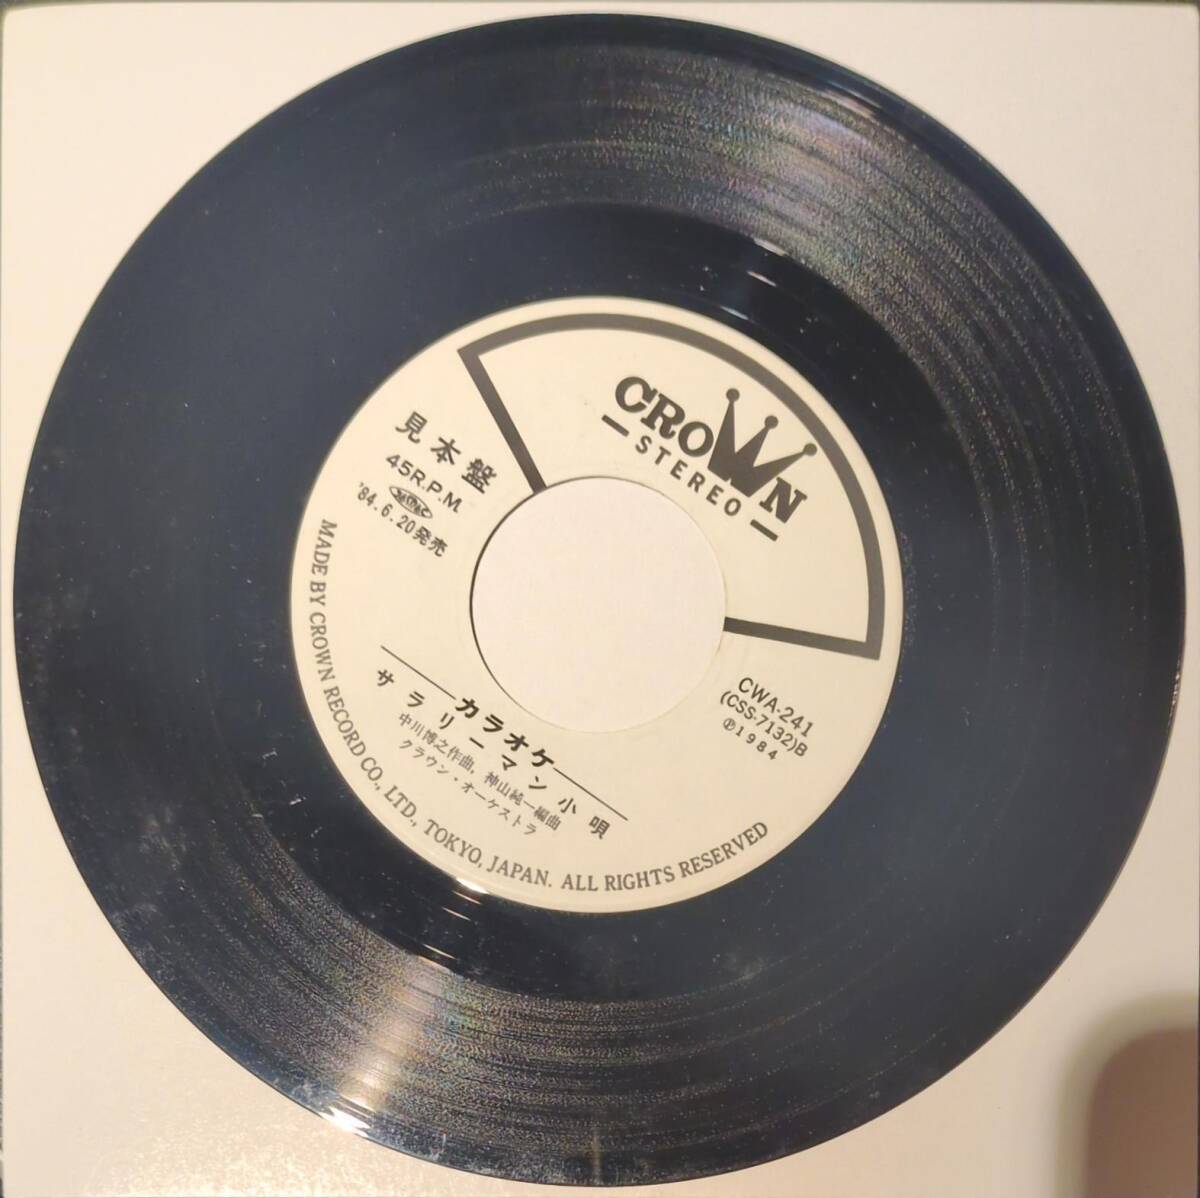 CROWN
STEREO
見本盤
45R.P.M.
'84.6.20発売
CWA-241
(CSS-7132)B
Ⓟ1984
カラオケ
サラリーマン小唄
中川博之作曲, 神山純一編曲
クラウン・オーケストラ
MADE BY CROWN RECORD CO., LTD., TOKYO, JAPAN. ALL RIGHTS RESERVED